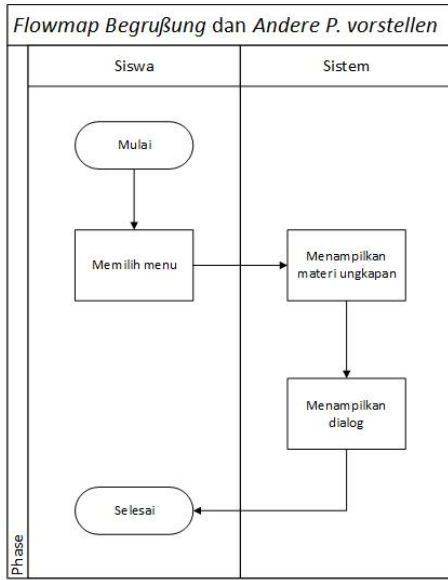 Flowmap Begrußung dan Andere P. vorstellen
Siswa
Sistem
Mulai
Memilih menu
Menampilkan
materi ungkapan
Menampilkan
dialog
Selesai
Phase